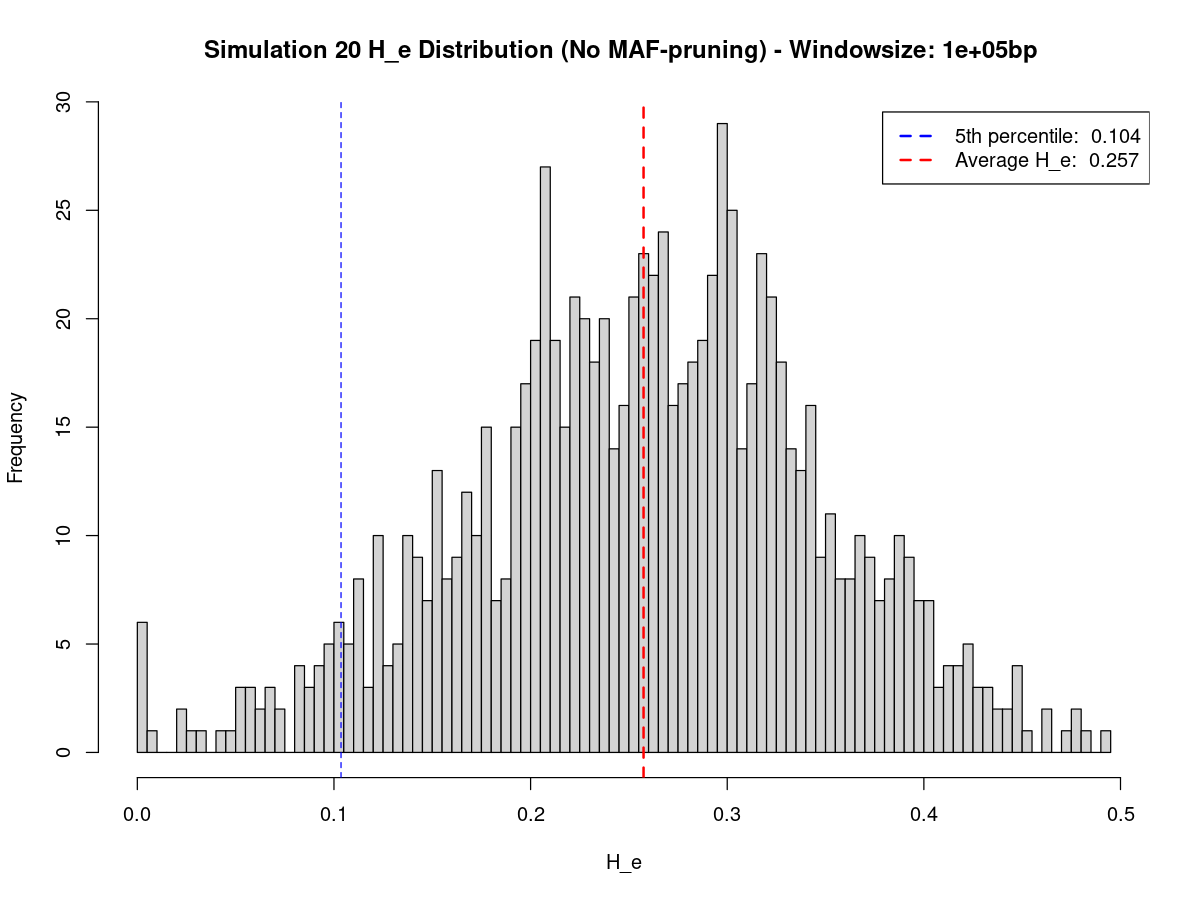 Simulation 20 H_e Distribution (No MAF-pruning) - Windowsize: 1e+05bp
5th percentile: 0.104
Average H_e: 0.257
Frequency
30
25
20
15
10
5
0
0.0 0.1 0.2 0.3 0.4 0.5
H_e